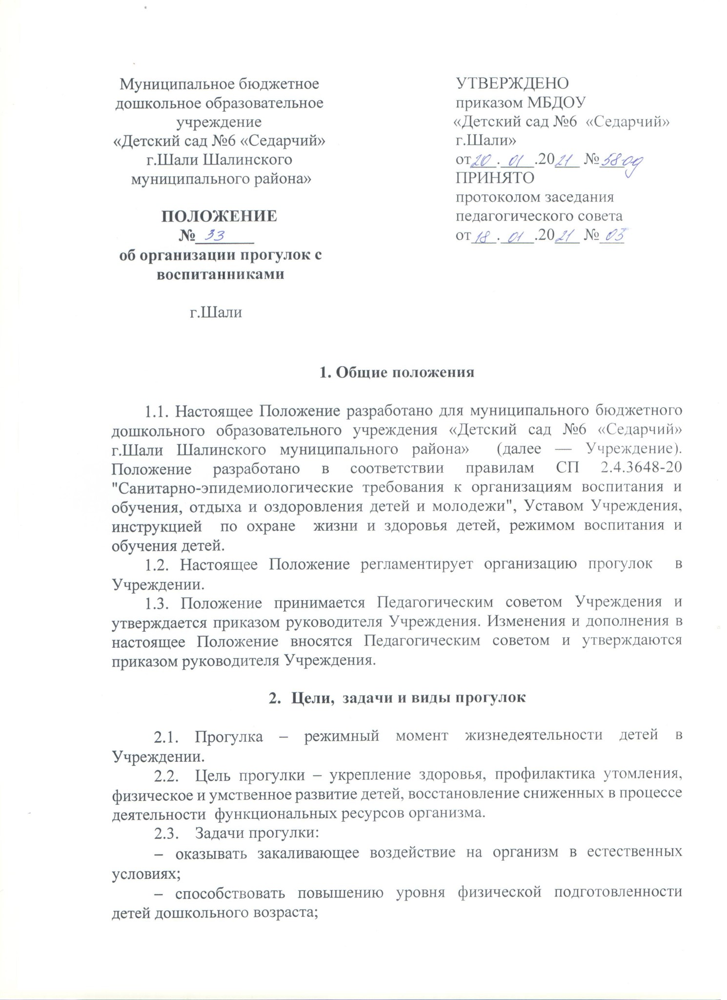 Муниципальное бюджетное
дошкольное образовательное
учреждение
«Детский сад №6 «Седарчий»
г.Шали Шалинского
муниципального района»
ПОЛОЖЕНИЕ
№ 33
об организации прогулок с
воспитанниками
г.Шали
УТВЕРЖДЕНО
приказом МБДОУ
«Детский сад №6 «Седарчий»
г.Шали»
от 20 . 01 .20 21 № 58-од
ПРИНЯТО
протоколом заседания
педагогического совета
от 18 . 01 .20 21 № 03
1. Общие положения
1.1. Настоящее Положение разработано для муниципального бюджетного
дошкольного образовательного учреждения «Детский сад №6 «Седарчий»
г.Шали Шалинского муниципального района» (далее — Учреждение).
Положение разработано в соответствии правилам СП 2.4.3648-20
"Санитарно-эпидемиологические требования к организациям воспитания и
обучения, отдыха и оздоровления детей и молодежи", Уставом Учреждения,
инструкцией по охране жизни и здоровья детей, режимом воспитания и
обучения детей.
1.2. Настоящее Положение регламентирует организацию прогулок в
Учреждении.
1.3. Положение принимается Педагогическим советом Учреждения и
утверждается приказом руководителя Учреждения. Изменения и дополнения в
настоящее Положение вносятся Педагогическим советом и утверждаются
приказом руководителя Учреждения.
2. Цели, задачи и виды прогулок
2.1. Прогулка – режимный момент жизнедеятельности детей в
Учреждении.
2.2. Цель прогулки – укрепление здоровья, профилактика утомления,
физическое и умственное развитие детей, восстановление сниженных в процессе
деятельности функциональных ресурсов организма.
2.3. Задачи прогулки:
– оказывать закаливающее воздействие на организм в естественных
условиях;
– способствовать повышению уровня физической подготовленности
детей дошкольного возраста;